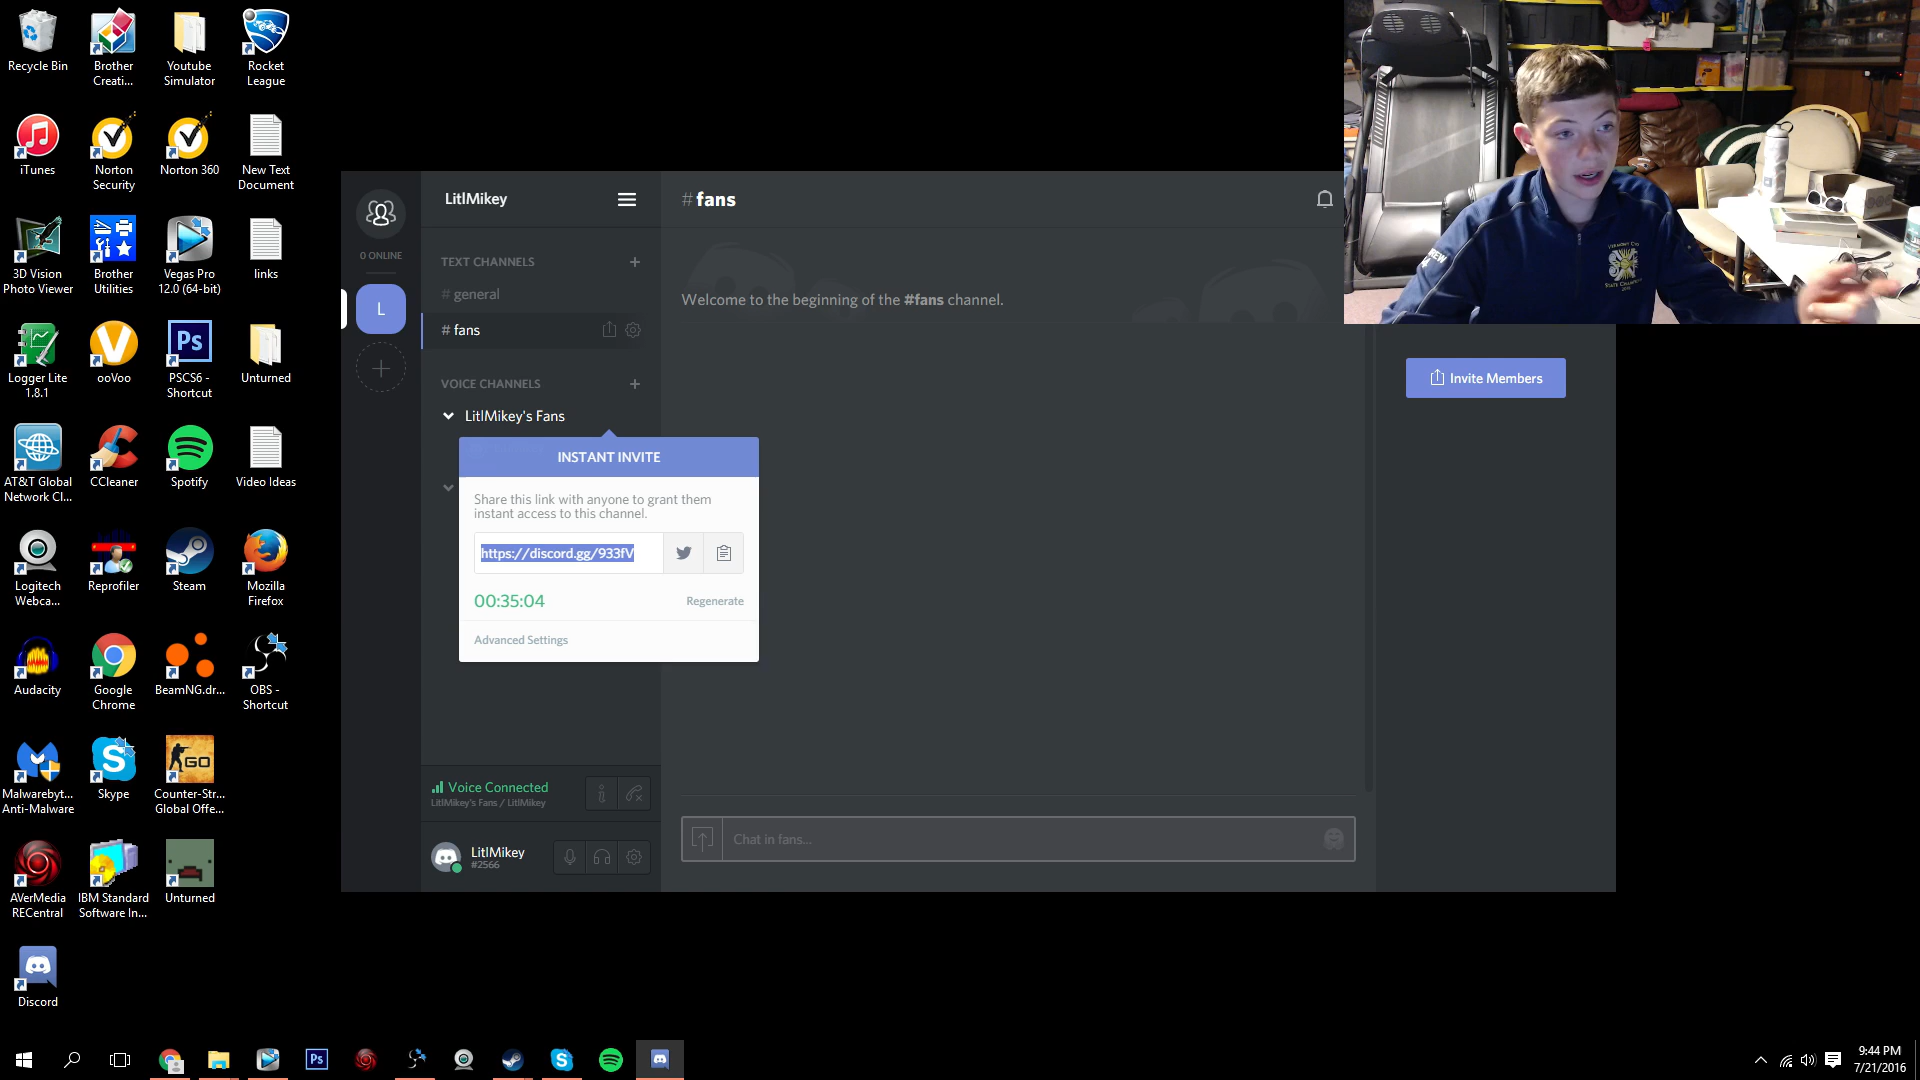 Recycle Bin
Brother
Creati...
Youtube
Simulator
Rocket
League
iTunes
Norton
Security
Norton 360
New Text
Document
3D Vision
Photo Viewer
Brother
Utilities
Vegas Pro
12.0 (64-bit)
links
Logger Lite
1.8.1
ooVoo
Ps
PSCS6 -
Shortcut
Unturned
AT&T Global
Network Cl...
CCleaner
Spotify
Video Ideas
Logitech
Webca...
Reprofiler
Steam
Mozilla
Firefox
Audacity
Google
Chrome
BeamNG.dr...
OBS -
Shortcut
Malwarebyt...
Anti-Malware
Skype
GO
Counter-Str...
Global Offe...
AVerMedia
RECentral
IBM Standard
Software In...
Unturned
Discord
0 ONLINE
L
LitlMikey
TEXT CHANNELS
# general
# fans
VOICE CHANNELS
LitlMikey's Fans
INSTANT INVITE
Share this link with anyone to grant them
instant access to this channel.
https://discord.gg/933fV
00:35:04
Regenerate
Advanced Settings
Voice Connected
LitlMikey's Fans / LitlMikey
LitlMikey
#2566
#fans
Welcome to the beginning of the #fans channel.
Chat in fans...
Invite Members
Ps
9:44 PM
7/21/2016